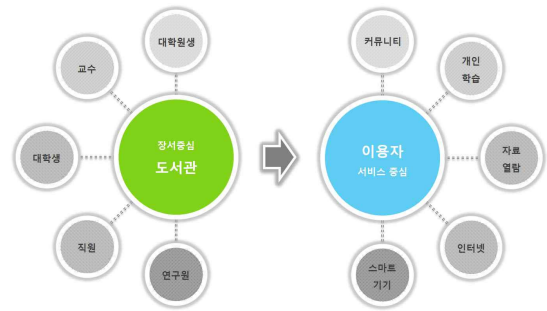 대학원생
교수
대학생
직원
연구원
장서중심
도서관
커뮤니티
개인
학습
자료
열람
인터넷
스마트
기기
이용자
서비스 중심